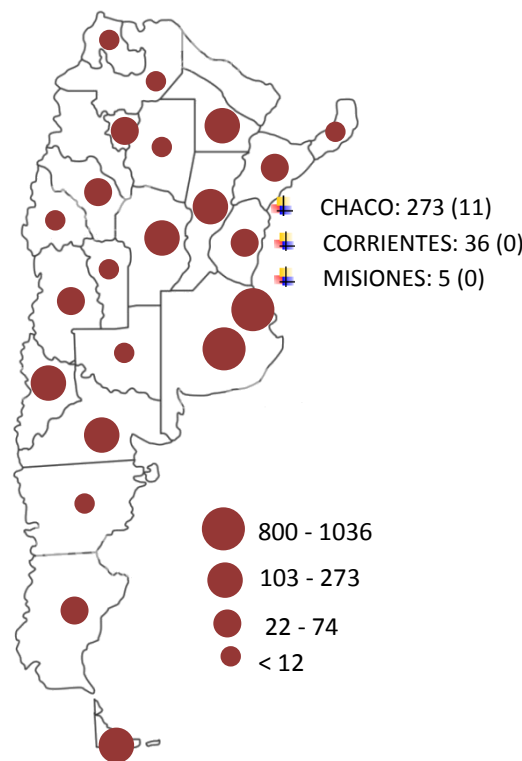 CHACO: 273 (11)
CORRIENTES: 36 (0)
MISIONES: 5 (0)
800 - 1036
103 - 273
22 - 74
< 12